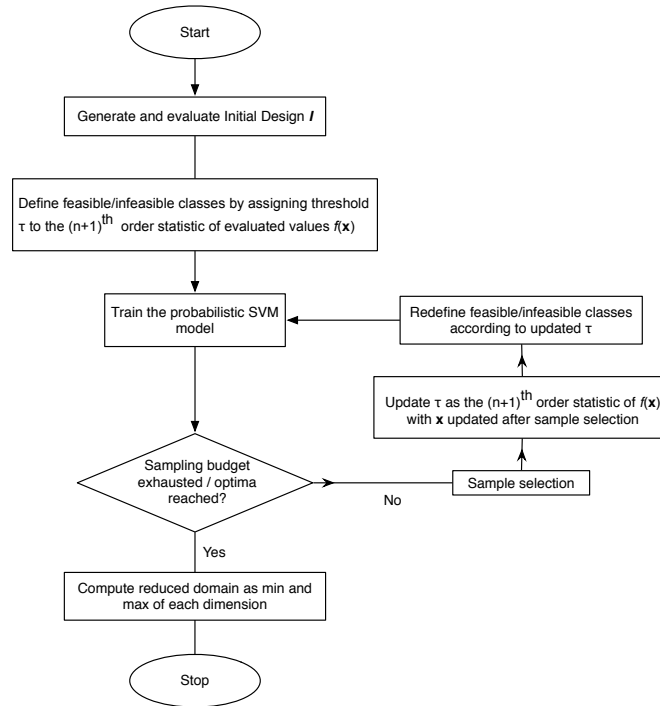 Start
Generate and evaluate Initial Design I
Define feasible/infeasible classes by assigning threshold
τ to the (n+1)th order statistic of evaluated values f(x)
Train the probabilistic SVM
model
Redefine feasible/infeasible classes
according to updated τ
Update τ as the (n+1)th order statistic of f(x)
with x updated after sample selection
Sampling budget
exhausted / optima
reached?
No
Sample selection
Yes
Compute reduced domain as min and
max of each dimension
Stop